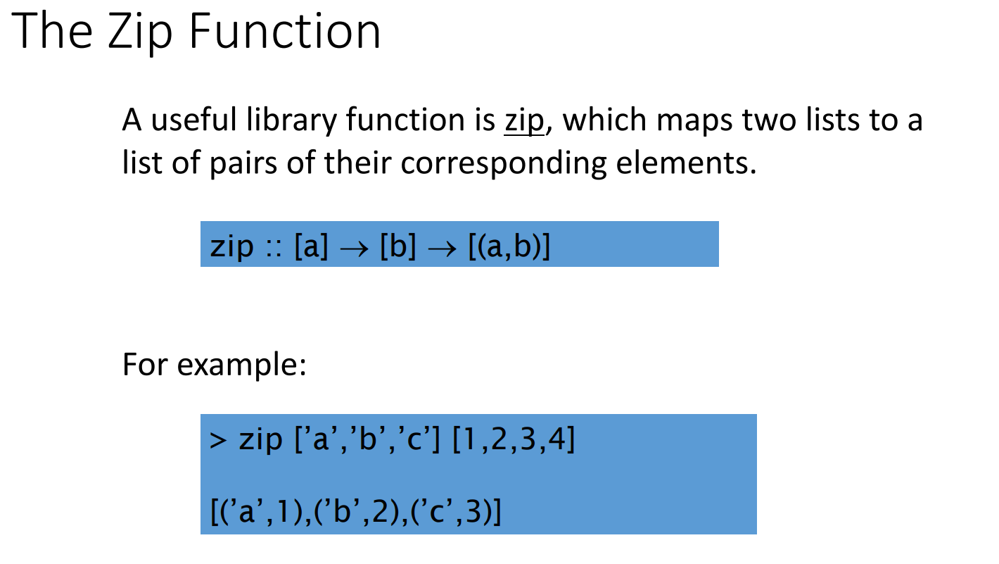 The Zip Function
A useful library function is zip, which maps two lists to a
list of pairs of their corresponding elements.
zip :: [a] → [b] → [(a,b)]
For example:
> zip [’a’,’b’,’c’] [1,2,3,4]
[(’a’,1),(’b’,2),(’c’,3)]